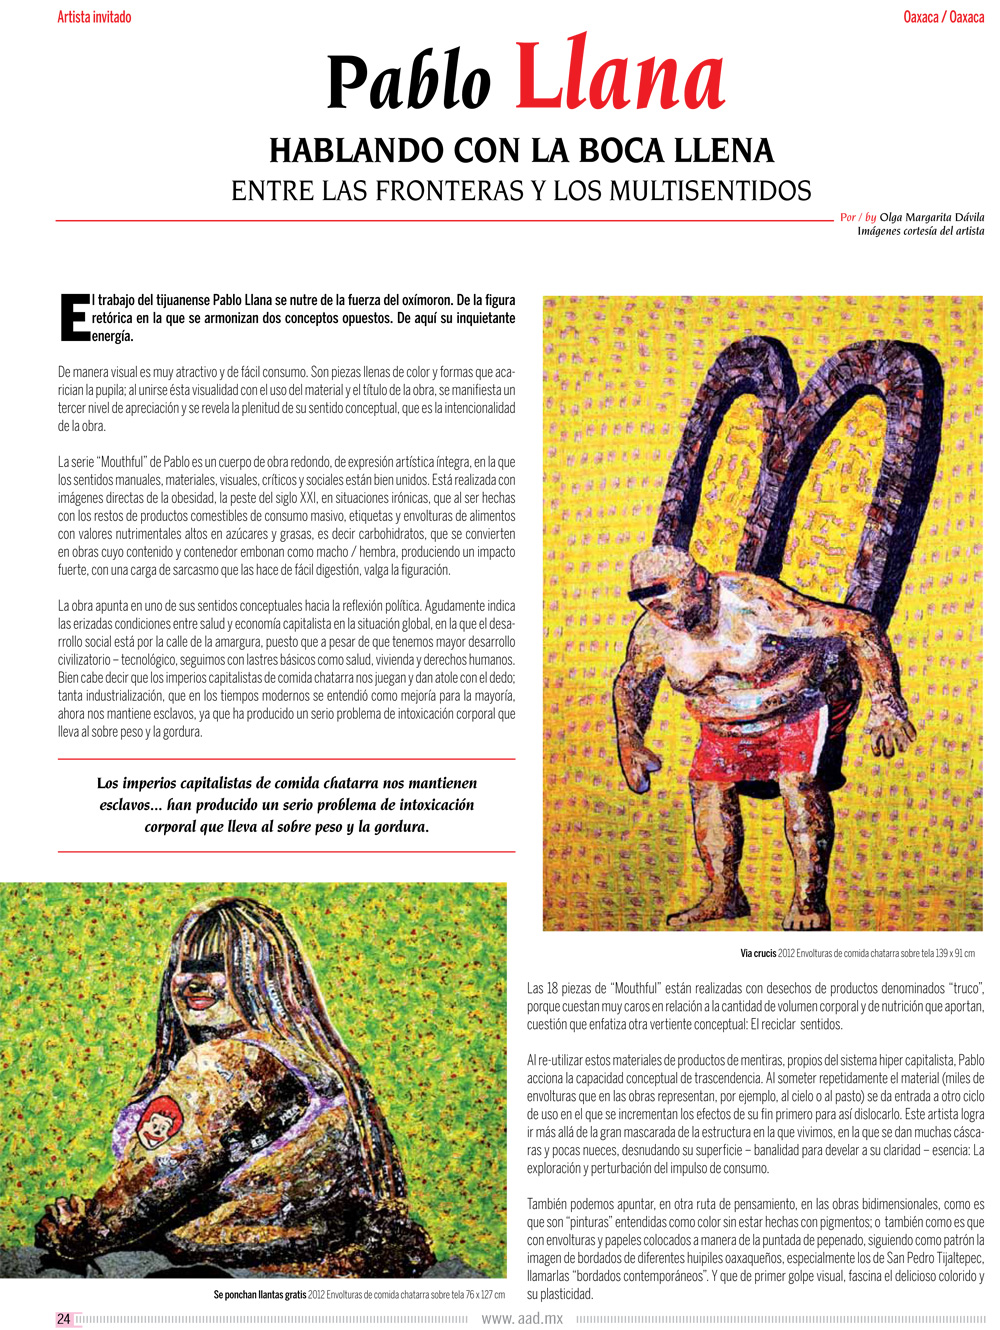 Artista invitado
Oaxaca / Oaxaca
Pablo Llana
HABLANDO CON LA BOCA LLENA
ENTRE LAS FRONTERAS Y LOS MULTISENTIDOS
Por / by Olga Margarita Dávila
Imágenes cortesía del artista
El trabajo del tijuanense Pablo Llana se nutre de la fuerza del oxímoron. De la figura
retórica en la que se armonizan dos conceptos opuestos. De aquí su inquietante
energía.
De manera visual es muy atractivo y de fácil consumo. Son piezas llenas de color y formas que aca-
rician la pupila; al unirse ésta visualidad con el uso del material y el título de la obra, se manifiesta un
tercer nivel de apreciación y se revela la plenitud de su sentido conceptual, que es la intencionalidad
de la obra.
La serie “Mouthful” de Pablo es un cuerpo de obra redondo, de expresión artística íntegra, en la que
los sentidos manuales, materiales, visuales, críticos y sociales están bien unidos. Está realizada con
imágenes directas de la obesidad, la peste del siglo XXI, en situaciones irónicas, que al ser hechas
con los restos de productos comestibles de consumo masivo, etiquetas y envolturas de alimentos
con valores nutrimentales altos en azúcares y grasas, es decir carbohidratos, que se convierten
en obras cuyo contenido y contenedor embonan como macho / hembra, produciendo un impacto
fuerte, con una carga de sarcasmo que las hace de fácil digestión, valga la figuración.
La obra apunta en uno de sus sentidos conceptuales hacia la reflexión política. Agudamente indica
las erizadas condiciones entre salud y economía capitalista en la situación global, en la que el desa-
rrollo social está por la calle de la amargura, puesto que a pesar de que tenemos mayor desarrollo
civilizatorio – tecnológico, seguimos con lastres básicos como salud, vivienda y derechos humanos.
Bien cabe decir que los imperios capitalistas de comida chatarra nos juegan y dan atole con el dedo;
tanta industrialización, que en los tiempos modernos se entendió como mejoría para la mayoría,
ahora nos mantiene esclavos, ya que ha producido un serio problema de intoxicación corporal que
lleva al sobre peso y la gordura.
Los imperios capitalistas de comida chatarra nos mantienen
esclavos... han producido un serio problema de intoxicación
corporal que lleva al sobre peso y la gordura.
Se ponchan llantas gratis 2012 Envolturas de comida chatarra sobre tela 76 x 127 cm
Via crucis 2012 Envolturas de comida chatarra sobre tela 139 x 91 cm
Las 18 piezas de “Mouthful” están realizadas con desechos de productos denominados “truco”,
porque cuestan muy caros en relación a la cantidad de volumen corporal y de nutrición que aportan,
cuestión que enfatiza otra vertiente conceptual: El reciclar sentidos.
Al re-utilizar estos materiales de productos de mentiras, propios del sistema hiper capitalista, Pablo
acciona la capacidad conceptual de trascendencia. Al someter repetidamente el material (miles de
envolturas que en las obras representan, por ejemplo, al cielo o al pasto) se da entrada a otro ciclo
de uso en el que se incrementan los efectos de su fin primero para así dislocarlo. Este artista logra
ir más allá de la gran mascarada de la estructura en la que vivimos, en la que se dan muchas cásca-
ras y pocas nueces, desnudando su superficie – banalidad para develar a su claridad – esencia: La
exploración y perturbación del impulso de consumo.
También podemos apuntar, en otra ruta de pensamiento, en las obras bidimensionales, como es
que son “pinturas” entendidas como color sin estar hechas con pigmentos; o también como es que
con envolturas y papeles colocados a manera de la puntada de pepenado, siguiendo como patrón la
imagen de bordados de diferentes huipiles oaxaqueños, especialmente los de San Pedro Tijaltepec,
llamarlas “bordados contemporáneos”. Y que de primer golpe visual, fascina el delicioso colorido y
su plasticidad.
24
www. aad.mx